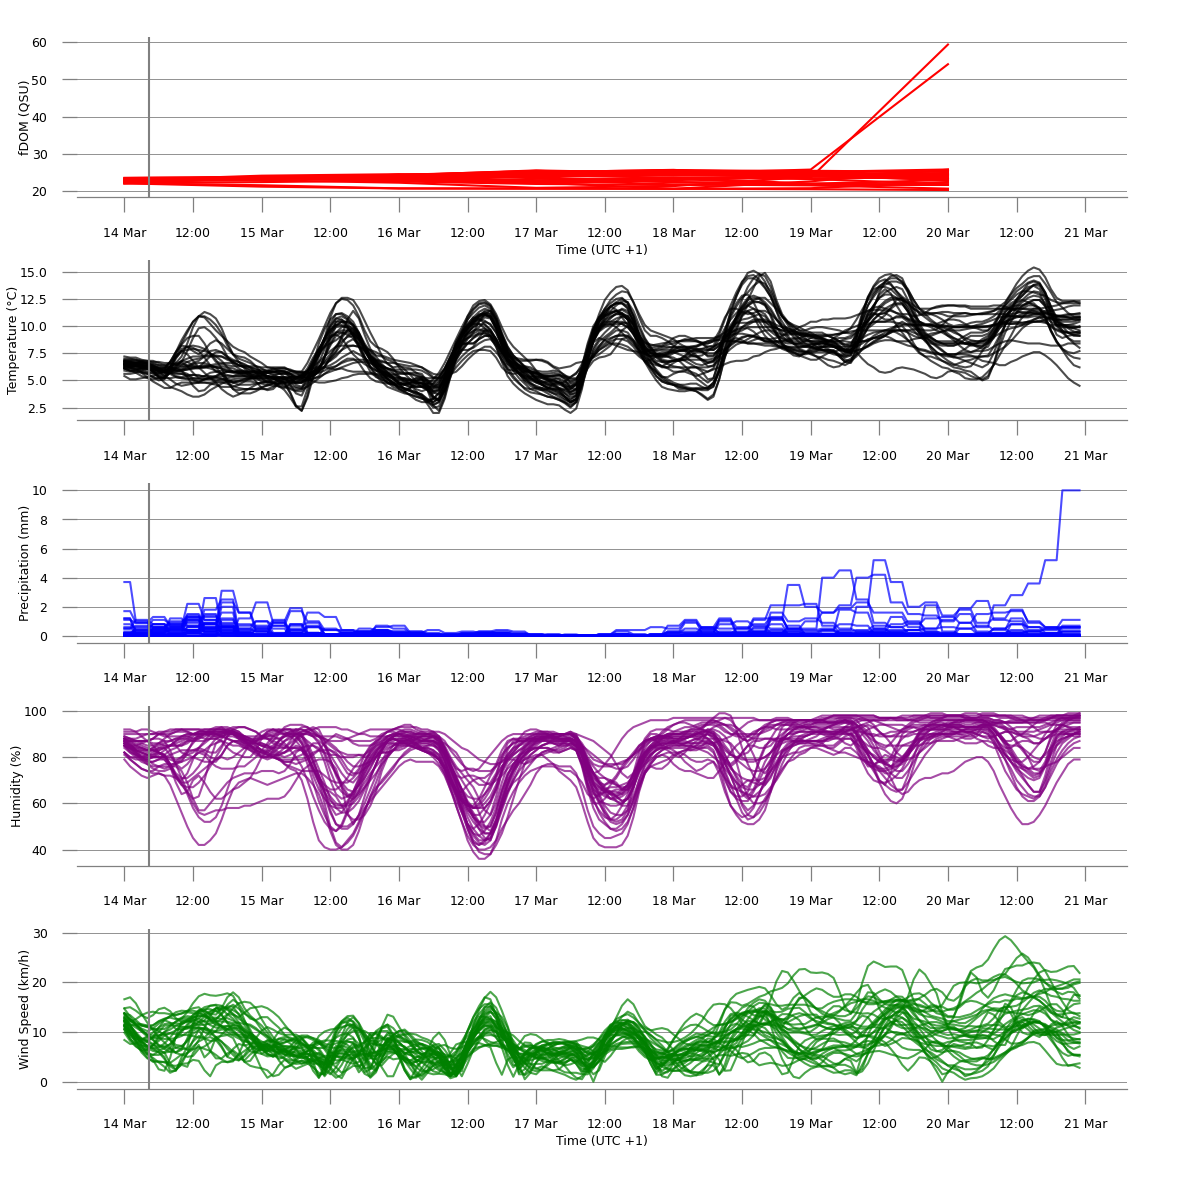 60
50
40
30
20
fDOM (QSU)
14 Mar 12:00 15 Mar 12:00 16 Mar 12:00 17 Mar 12:00 18 Mar 12:00 19 Mar 12:00 20 Mar 12:00 21 Mar
Time (UTC +1)
15.0
12.5
10.0
7.5
5.0
2.5
Temperature (°C)
14 Mar 12:00 15 Mar 12:00 16 Mar 12:00 17 Mar 12:00 18 Mar 12:00 19 Mar 12:00 20 Mar 12:00 21 Mar
10
8
6
4
2
0
Precipitation (mm)
14 Mar 12:00 15 Mar 12:00 16 Mar 12:00 17 Mar 12:00 18 Mar 12:00 19 Mar 12:00 20 Mar 12:00 21 Mar
100
80
60
40
Humidity (%)
14 Mar 12:00 15 Mar 12:00 16 Mar 12:00 17 Mar 12:00 18 Mar 12:00 19 Mar 12:00 20 Mar 12:00 21 Mar
30
20
10
0
Wind Speed (km/h)
14 Mar 12:00 15 Mar 12:00 16 Mar 12:00 17 Mar 12:00 18 Mar 12:00 19 Mar 12:00 20 Mar 12:00 21 Mar
Time (UTC +1)